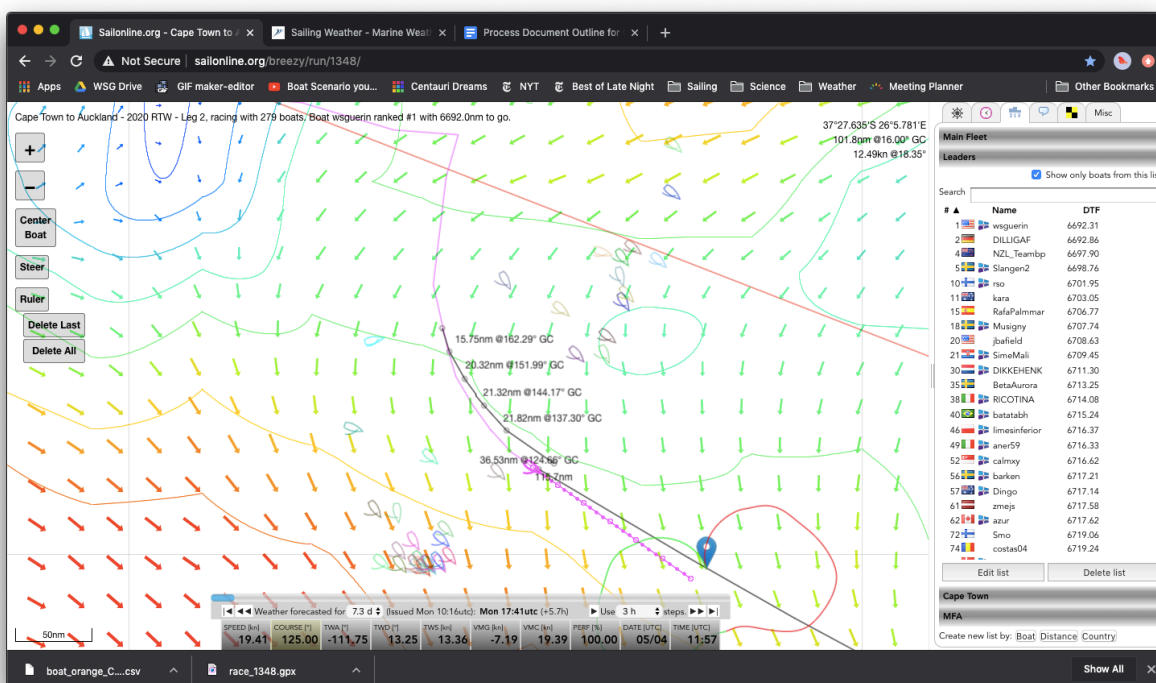 Sailonline.org - Cape Town to A
Sailing Weather - Marine Weath
Process Document Outline for
Not Secure | sailonline.org/breezy/run/1348/
Apps WSG Drive GIF maker-editor Boat Scenario you... Centauri Dreams NYT Best of Late Night Sailing Science Weather Meeting Planner Other Bookmarks
Cape Town to Auckland - 2020 RTW - Leg 2, racing with 279 boats. Boat wsguerin ranked #1 with 6692.0nm to go.
37°27.635'S 26°5.781'E
101.8nm @16.00° GC
12.49kn @18.35°
+
−
Center
Boat
Steer
Ruler
Delete Last
Delete All
15.75nm @162.29° GC
20.32nm @151.99° GC
21.32nm @144.17° GC
21.82nm @137.30° GC
36.53nm @124.66° GC
115.7nm
50nm
Weather forecasted for 7.3 d (Issued Mon 10:16utc): Mon 17:41utc (+5.7h) Use 3 h steps.
SPEED [kn] COURSE [°] TWA [°] TWD [°] TWS [kn] VMG [kn] VMC [kn] PERF [%] DATE [UTC] TIME [UTC]
19.41 125.00 -111.75 13.25 13.36 -7.19 19.39 100.00 05/04 11:57
Misc
Main Fleet
Leaders
Show only boats from this lis
Search
# ▲ Name DTF
1 wsguerin 6692.31
2 DILLIGAF 6692.86
4 NZL_Teambp 6697.90
5 Slangen2 6698.76
10 rso 6701.95
11 kara 6703.05
15 RafaPalmmar 6706.77
18 Musigny 6707.74
20 jbafield 6708.63
21 SimeMali 6709.45
30 DIKKEHENK 6711.30
35 BetaAurora 6713.25
38 RICOTINA 6714.08
40 batatabh 6715.24
46 limesinferior 6716.37
49 aner59 6716.33
52 calmxy 6716.62
56 barken 6717.21
57 Dingo 6717.14
61 zmejs 6717.58
62 azur 6717.62
72 Smo 6719.06
74 costas04 6719.24
Edit list Delete list
Cape Town
MFA
Create new list by: Boat Distance Country
boat_orange_C....csv
race_1348.gpx
Show All